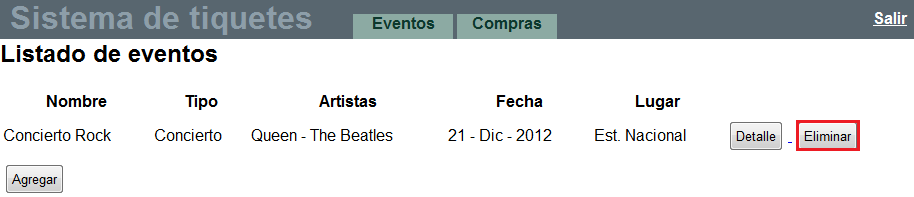 Sistema de tiquetes Eventos Compras Salir
Listado de eventos
Nombre Tipo Artistas Fecha Lugar
Concierto Rock Concierto Queen - The Beatles 21 - Dic - 2012 Est. Nacional Detalle - Eliminar
Agregar